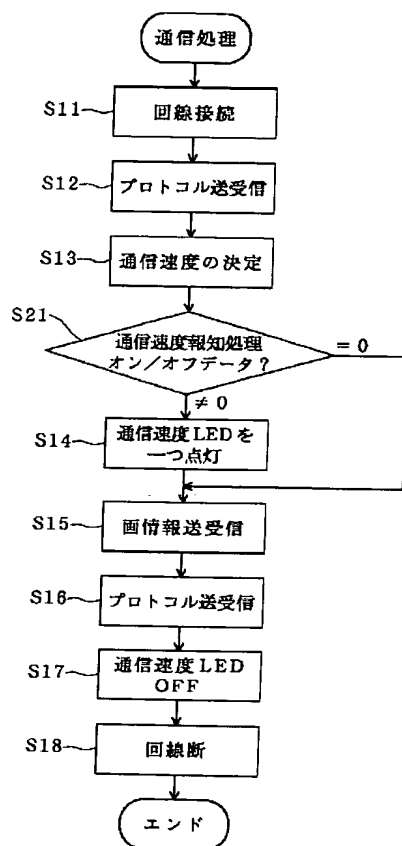 通信処理
S11
回線接続
S12
プロトコル送受信
S13
通信速度の決定
S21
通信速度報知処理
オン/オフデータ?
=0
≠0
S14
通信速度LEDを
一つ点灯
S15
画情報送受信
S16
プロトコル送受信
S17
通信速度LED
OFF
S18
回線断
エンド